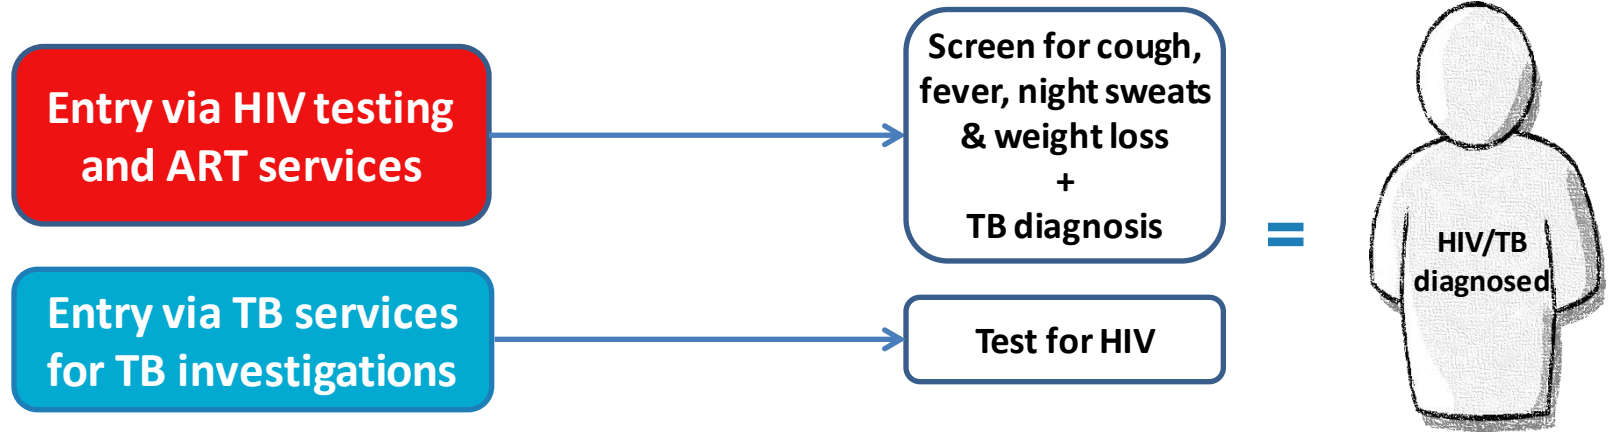 Entry via HIV testing
and ART services
Screen for cough,
fever, night sweats
& weight loss
+
TB diagnosis
Entry via TB services
for TB investigations
Test for HIV
=
HIV/TB
diagnosed